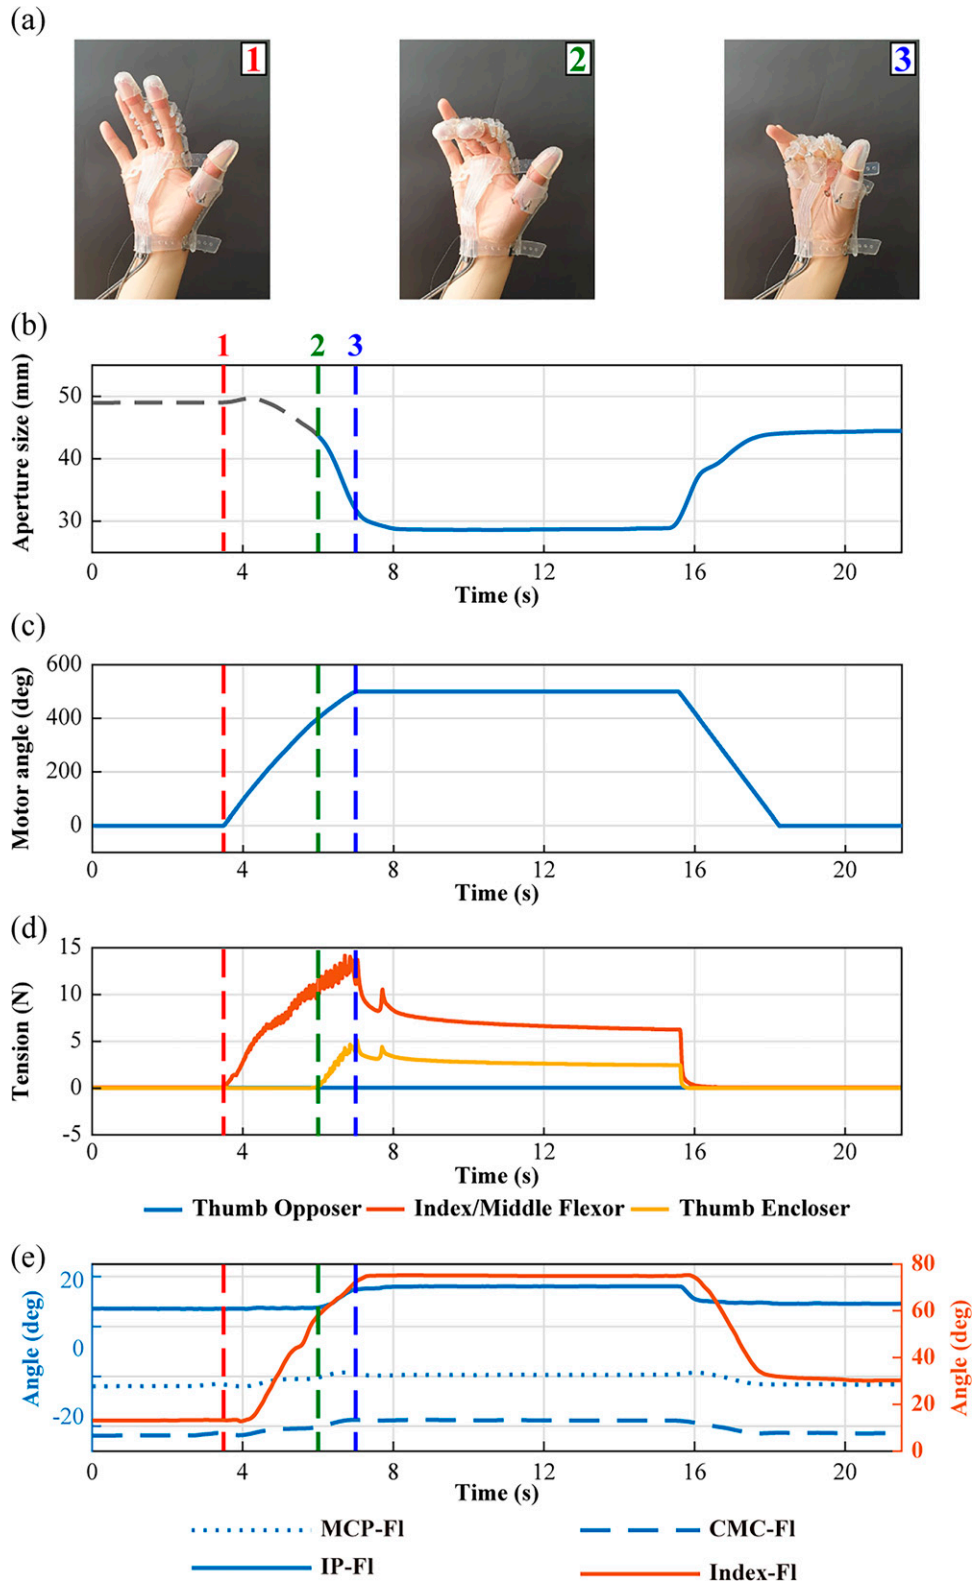 (a)
1
2
3
(b)
1 2 3
Aperture size (mm)
50
40
30
0 4 8 12 16 20
Time (s)
(c)
Motor angle (deg)
600
400
200
0
0 4 8 12 16 20
Time (s)
(d)
Tension (N)
15
10
5
0
-5
0 4 8 12 16 20
Time (s)
Thumb Opposer Index/Middle Flexor Thumb Encloser
(e)
Angle (deg)
20
0
-20
80
60
40
20
0
Angle (deg)
0 4 8 12 16 20
Time (s)
MCP-Fl CMC-Fl
IP-Fl Index-Fl